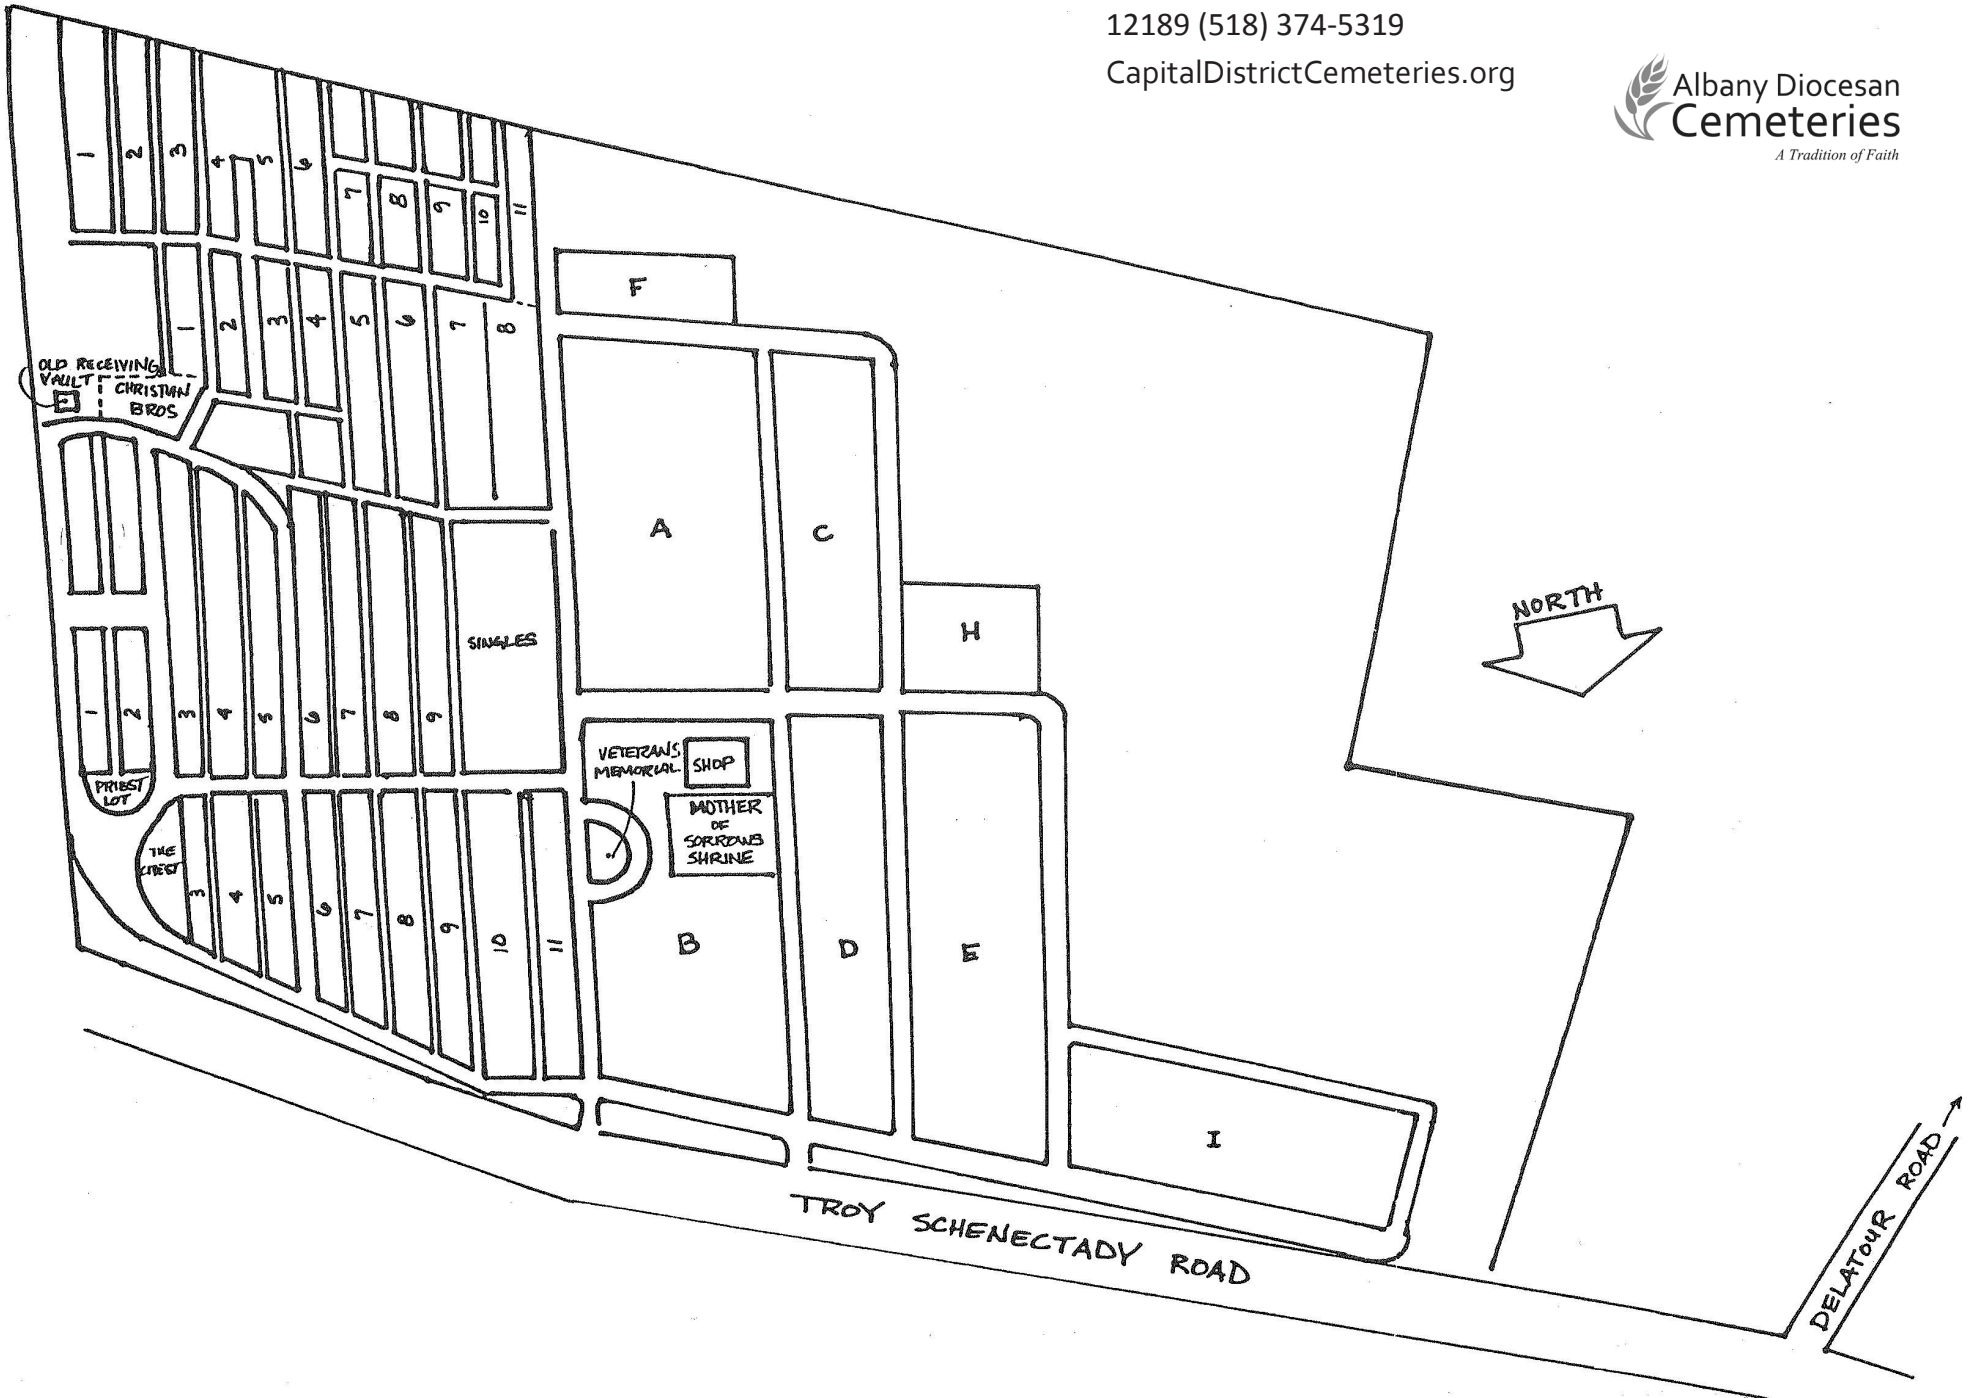 12189 (518) 374-5319
CapitalDistrictCemeteries.org
Albany Diocesan
Cemeteries
A Tradition of Faith
1 2 3 4 5 6
7 8 9 10 11
F
1 2 3 4 5 6 7 8
OLD RECEIVING
VAULT
CHRISTIAN
BROS
A
C
NORTH
H
SINGLES
1 2 3 4 5 6 7 8 9
PRIEST
LOT
VETERANS
MEMORIAL
SHOP
MOTHER
OF
SORROWS
SHRINE
THE
3 4 5 6 7 8 9 10 11
B
D
E
I
TROY SCHENECTADY ROAD
DELATOUR ROAD